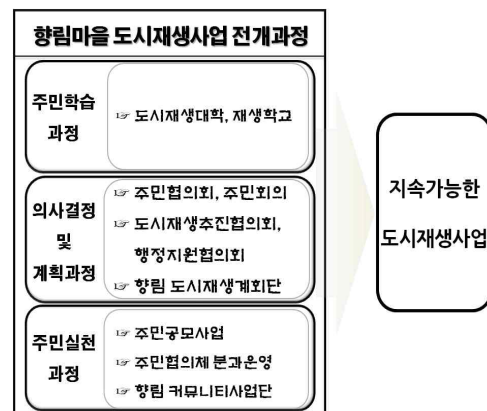 향림마을 도시재생사업 전개과정
주민학습
과정
☞ 도시재생대학, 재생학교
의사결정
및
계획과정
☞ 주민협의회, 주민회의
☞ 도시재생추진협의회,
행정지원협의회
☞ 향림 도시재생계획단
주민실천
과정
☞ 주민공모사업
☞ 주민협의체 분과운영
☞ 향림 커뮤니티사업단
지속가능한
도시재생사업